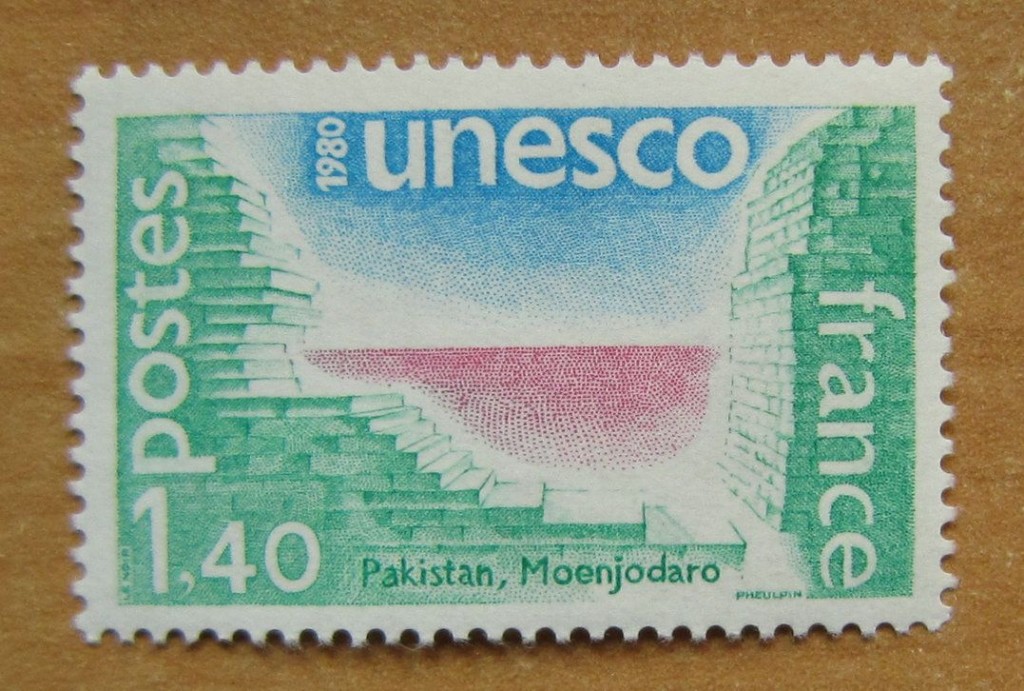 1980
unesco
postes
france
1,40
Pakistan, Moenjodaro
PHEULPIN